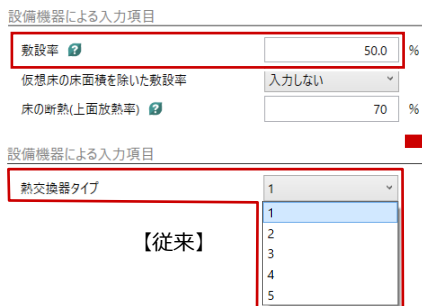 設備機器による入力項目
敷設率 ? 50.0 %
仮想床の床面積を除いた敷設率 入力しない
床の断熱(上面放熱率) ? 70 %
設備機器による入力項目
熱交換器タイプ 1
1
【従来】 2
3
4
5